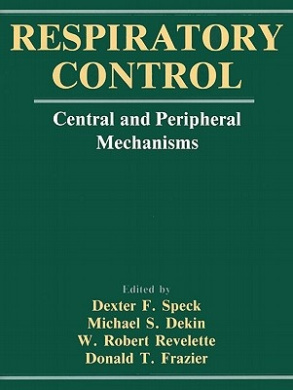 RESPIRATORY
CONTROL
Central and Peripheral
Mechanisms
Edited by
Dexter F. Speck
Michael S. Dekin
W. Robert Revelette
Donald T. Frazier